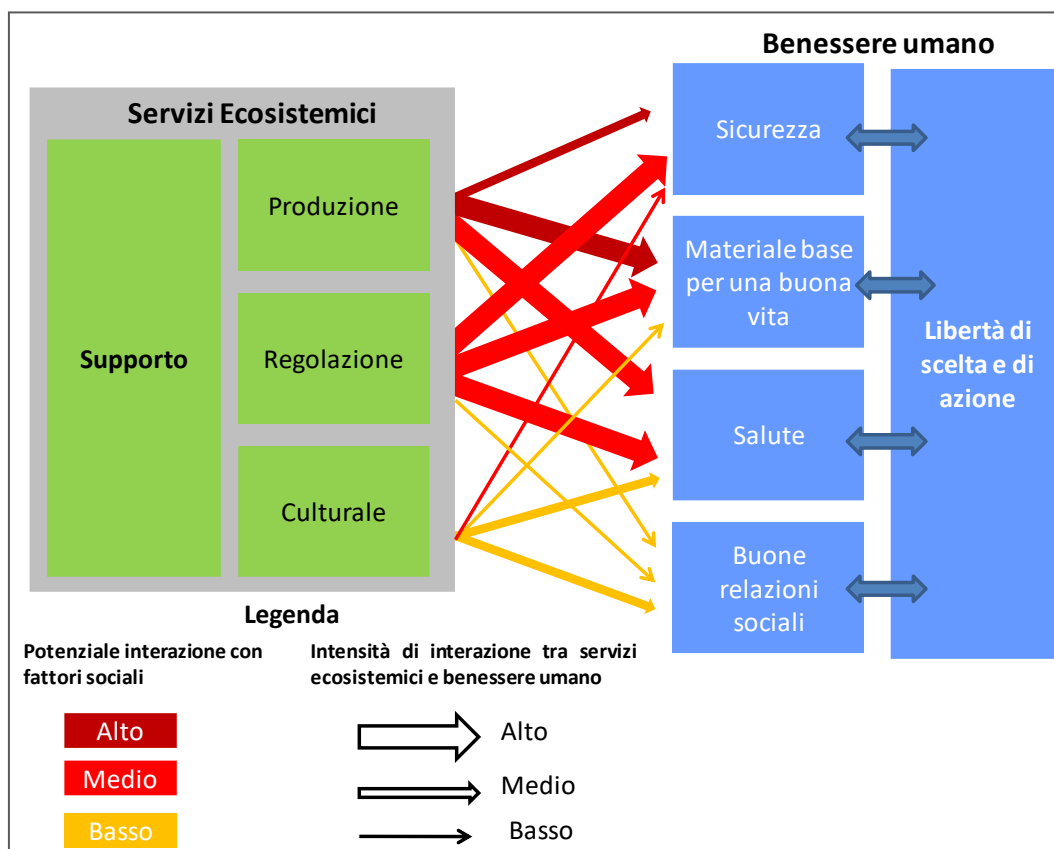 Benessere umano
Servizi Ecosistemici
Supporto
Produzione
Regolazione
Culturale
Sicurezza
Materiale base
per una buona
vita
Salute
Buone
relazioni
sociali
Libertà di
scelta e di
azione
Legenda
Potenziale interazione con
fattori sociali
Alto
Medio
Basso
Intensità di interazione tra servizi
ecosistemici e benessere umano
Alto
Medio
Basso